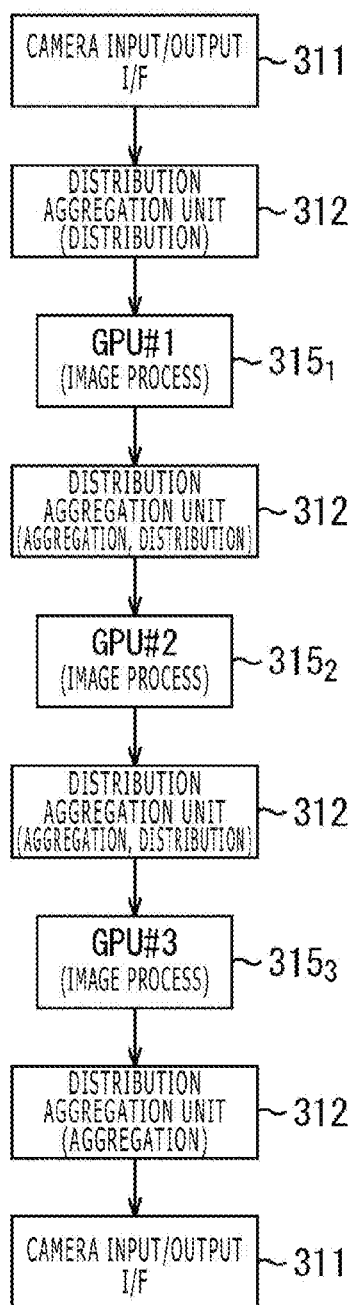 CAMERA INPUT/OUTPUT
I/F
311
DISTRIBUTION
AGGREGATION UNIT
(DISTRIBUTION)
312
GPU#1
(IMAGE PROCESS)
315₁
DISTRIBUTION
AGGREGATION UNIT
(AGGREGATION, DISTRIBUTION)
312
GPU#2
(IMAGE PROCESS)
315₂
DISTRIBUTION
AGGREGATION UNIT
(AGGREGATION, DISTRIBUTION)
312
GPU#3
(IMAGE PROCESS)
315₃
DISTRIBUTION
AGGREGATION UNIT
(AGGREGATION)
312
CAMERA INPUT/OUTPUT
I/F
311